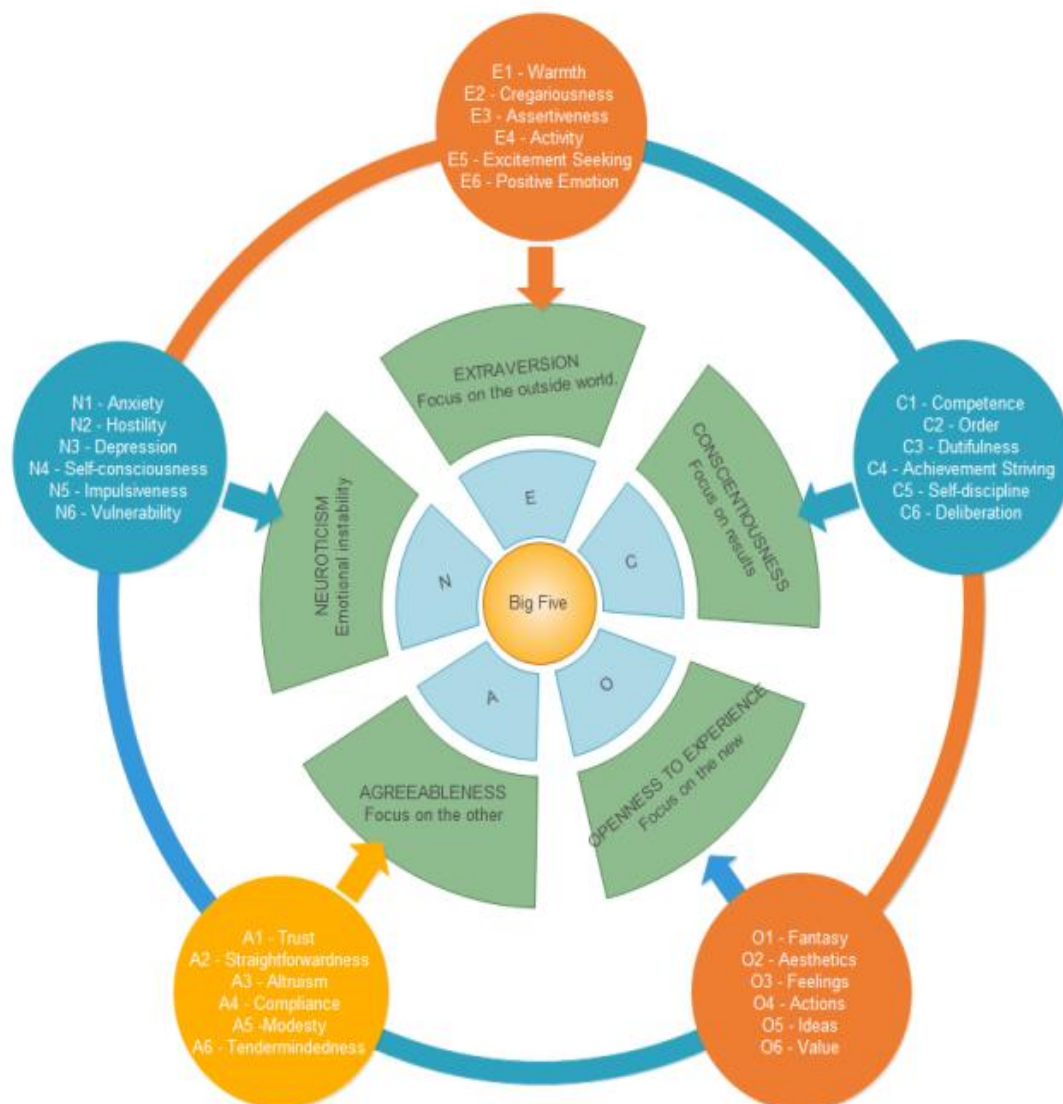 E1 - Warmth
E2 - Cregariousness
E3 - Assertiveness
E4 - Activity
E5 - Excitement Seeking
E6 - Positive Emotion
EXTRAVERSION
Focus on the outside world.
N1 - Anxiety
N2 - Hostility
N3 - Depression
N4 - Self-consciousness
N5 - Impulsiveness
N6 - Vulnerability
C1 - Competence
C2 - Order
C3 - Dutifulness
C4 - Achievement Striving
C5 - Self-discipline
C6 - Deliberation
NEUROTICISM
Emotional instability
CONSCIENTIOUSNESS
Focus on results
E
N
C
Big Five
A
O
AGREEABLENESS
Focus on the other
OPENNESS TO EXPERIENCE
Focus on the new
A1 - Trust
A2 - Straightforwardness
A3 - Altruism
A4 - Compliance
A5 -Modesty
A6 - Tendermindedness
O1 - Fantasy
O2 - Aesthetics
O3 - Feelings
O4 - Actions
O5 - Ideas
O6 - Value